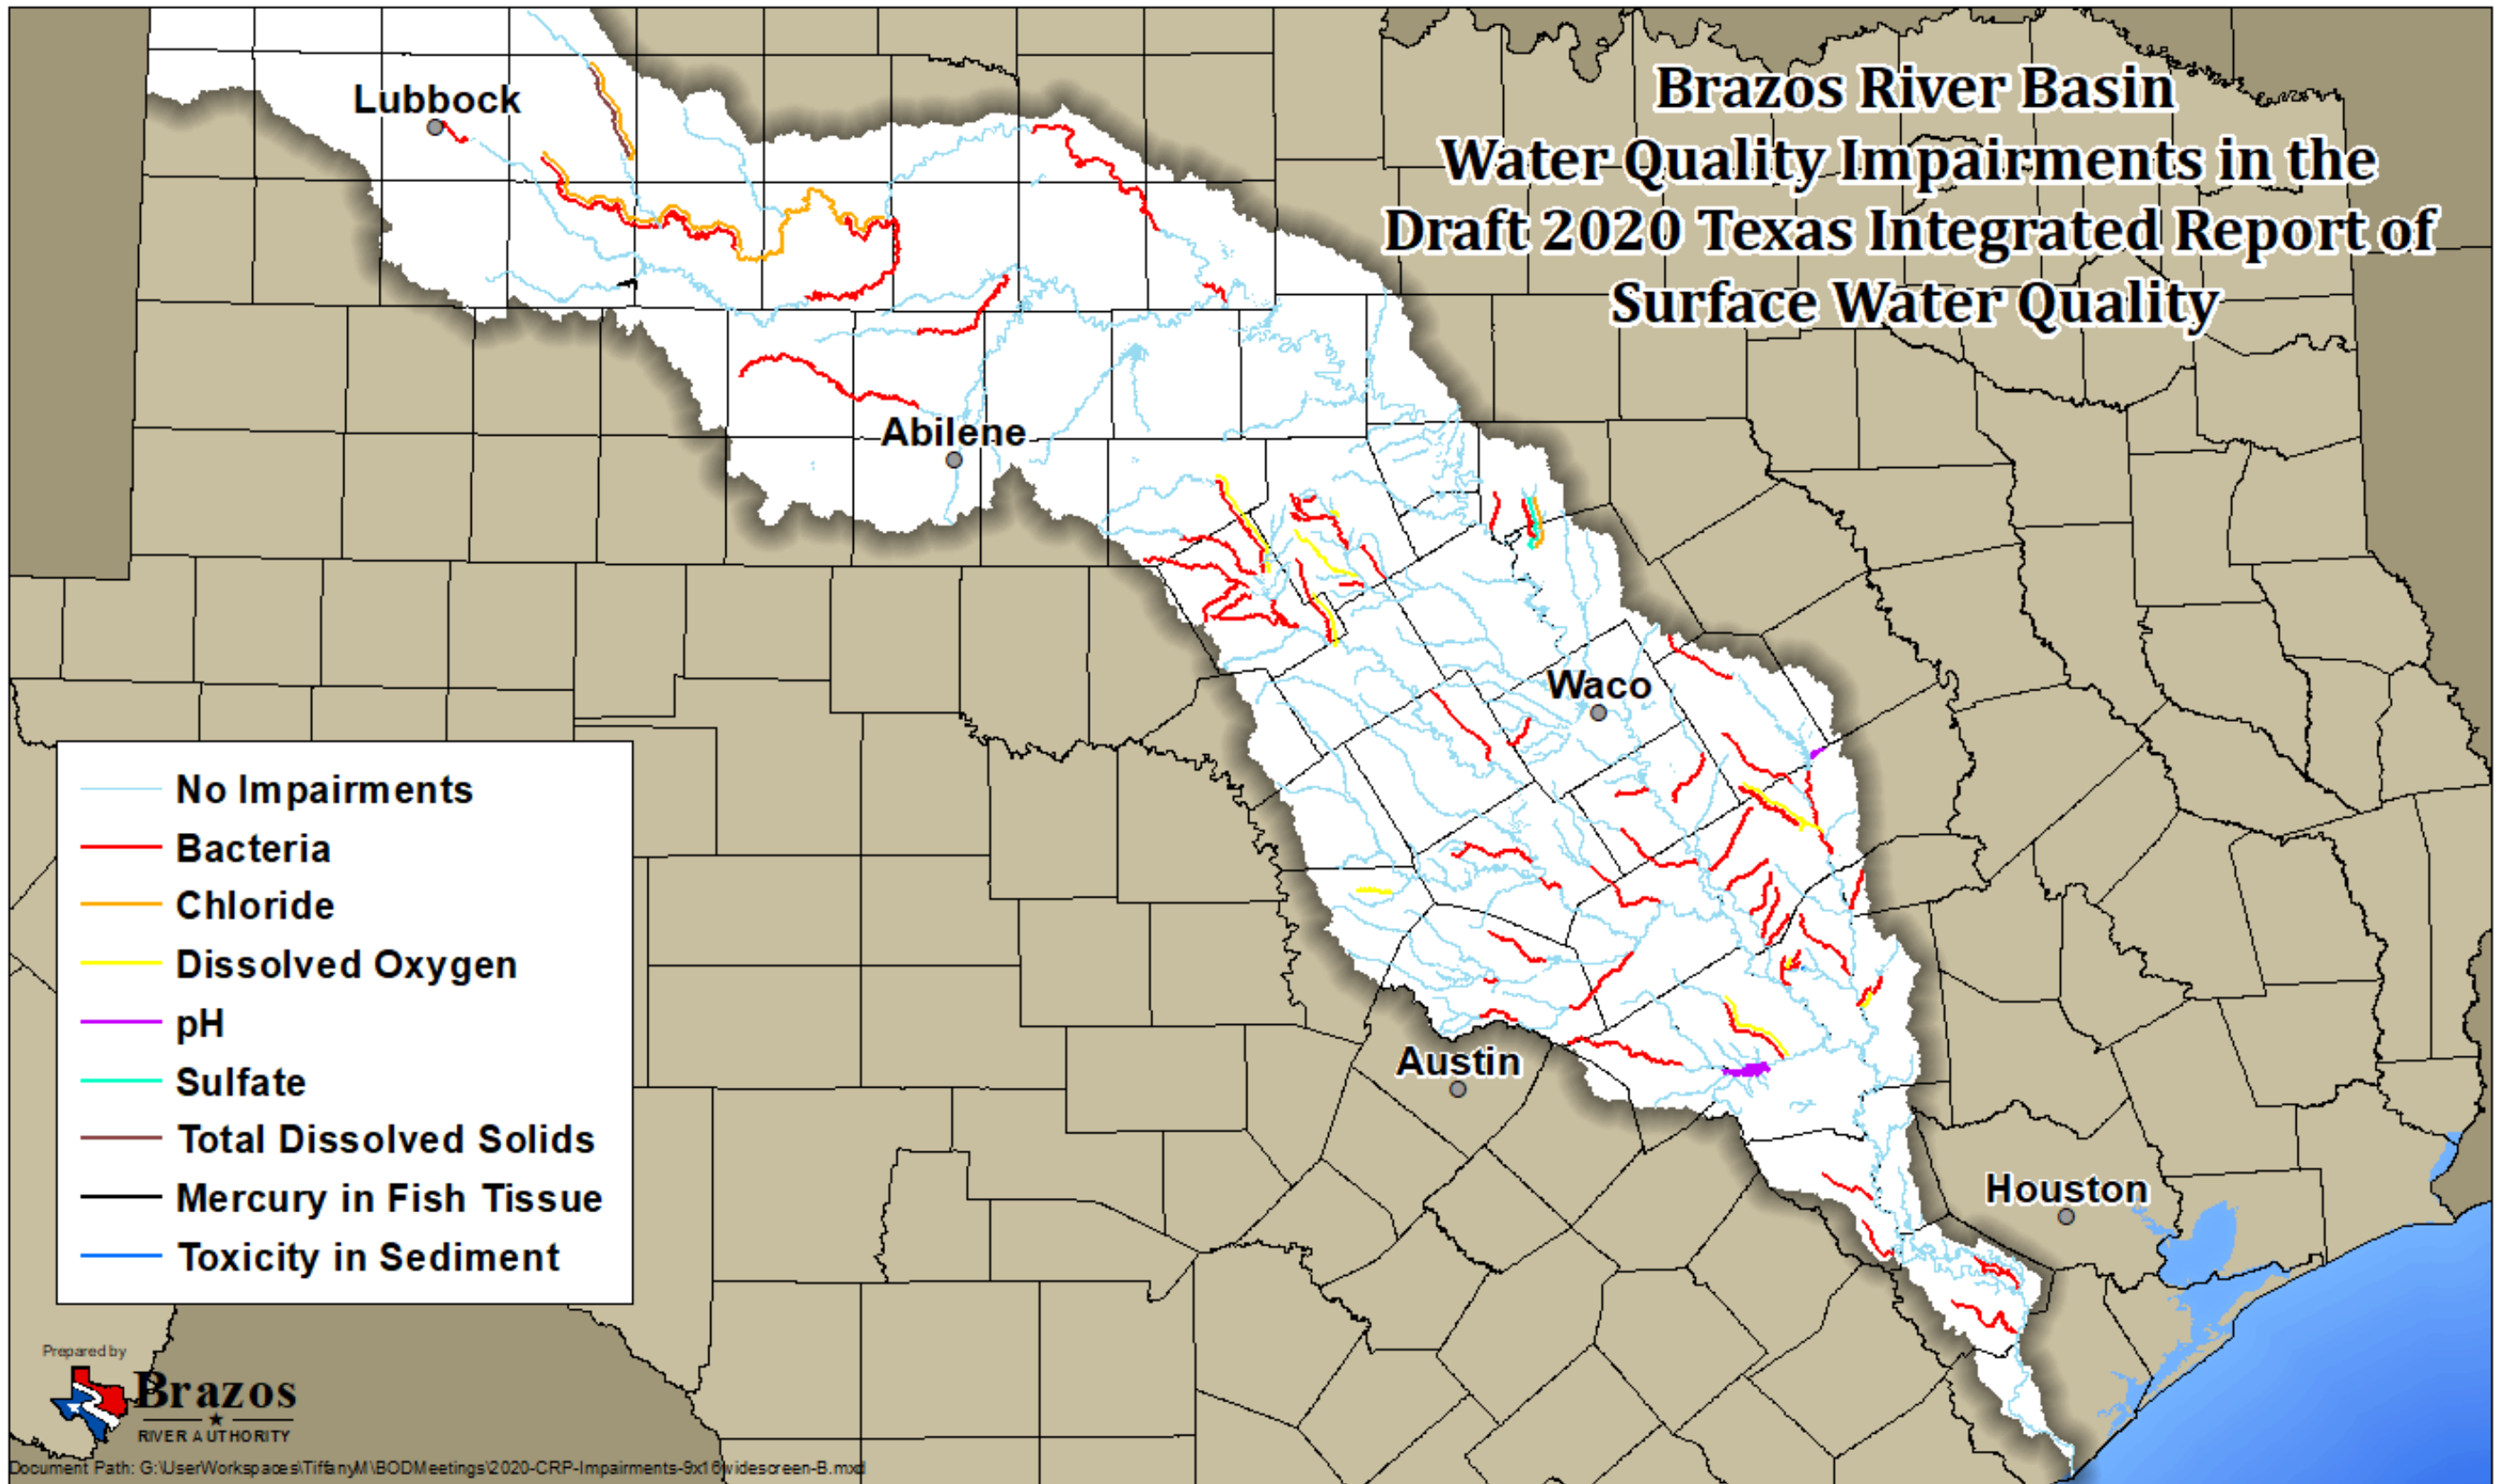 Brazos River Basin
Water Quality Impairments in the
Draft 2020 Texas Integrated Report of
Surface Water Quality
Lubbock
Abilene
Waco
Austin
Houston
No Impairments
Bacteria
Chloride
Dissolved Oxygen
pH
Sulfate
Total Dissolved Solids
Mercury in Fish Tissue
Toxicity in Sediment
Prepared by
Brazos
RIVER AUTHORITY
Document Path: G:\UserWorkspaces\TiffanyM\BODMeetings\2020-CRP-Impairments-9x16widescreen-B.mxd